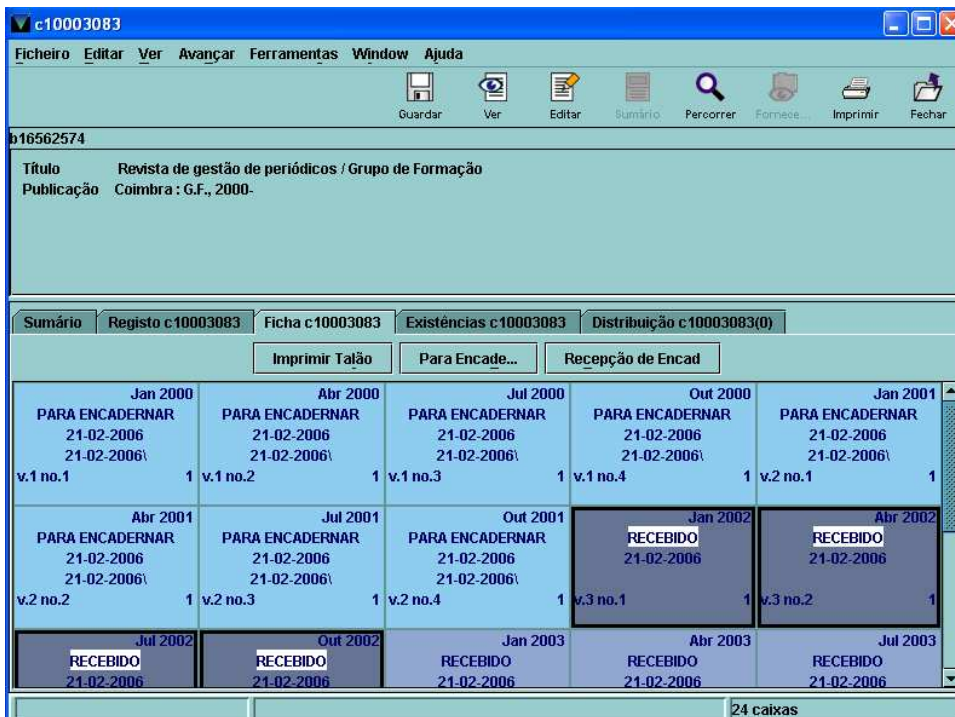 c10003083
Ficheiro Editar Ver Avançar Ferramentas Window Ajuda
Guardar Ver Editar Sumário Percorrer Fornece... Imprimir Fechar
b16562574
Título Revista de gestão de periódicos / Grupo de Formação
Publicação Coimbra : G.F., 2000-
Sumário Registo c10003083 Ficha c10003083 Existências c10003083 Distribuição c10003083(0)
Imprimir Talão Para Encade... Recepção de Encad
Jan 2000 Abr 2000 Jul 2000 Out 2000 Jan 2001
PARA ENCADERNAR PARA ENCADERNAR PARA ENCADERNAR PARA ENCADERNAR PARA ENCADERNAR
21-02-2006 21-02-2006 21-02-2006 21-02-2006 21-02-2006
21-02-2006\ 21-02-2006\ 21-02-2006\ 21-02-2006\ 21-02-2006\
v.1 no.1 1 v.1 no.2 1 v.1 no.3 1 v.1 no.4 1 v.2 no.1 1
Abr 2001 Jul 2001 Out 2001 Jan 2002 Abr 2002
PARA ENCADERNAR PARA ENCADERNAR PARA ENCADERNAR RECEBIDO RECEBIDO
21-02-2006 21-02-2006 21-02-2006 21-02-2006 21-02-2006
21-02-2006\ 21-02-2006\ 21-02-2006\
v.2 no.2 1 v.2 no.3 1 v.2 no.4 1 v.3 no.1 1 v.3 no.2 1
Jul 2002 Out 2002 Jan 2003 Abr 2003 Jul 2003
RECEBIDO RECEBIDO RECEBIDO RECEBIDO RECEBIDO
21-02-2006 21-02-2006 21-02-2006 21-02-2006 21-02-2006
24 caixas